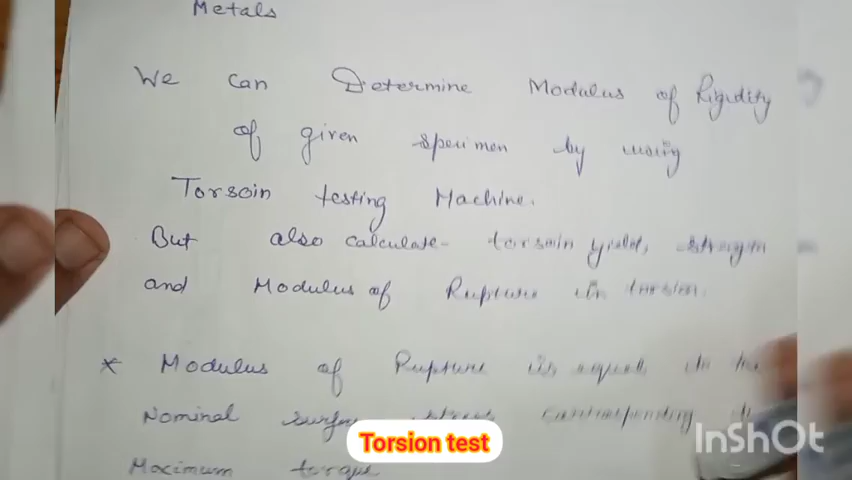 Metals
We can Determine Modulus of Rigidity
of given specimen by using
Torsoin testing Machine.
But also calculate torsoin yield, strength
and Modulus of Rupture in torsion.
* Modulus of Rupture is equal to the
Nominal surface stress corresponding to
Maximum torque
Torsion test
InShOt